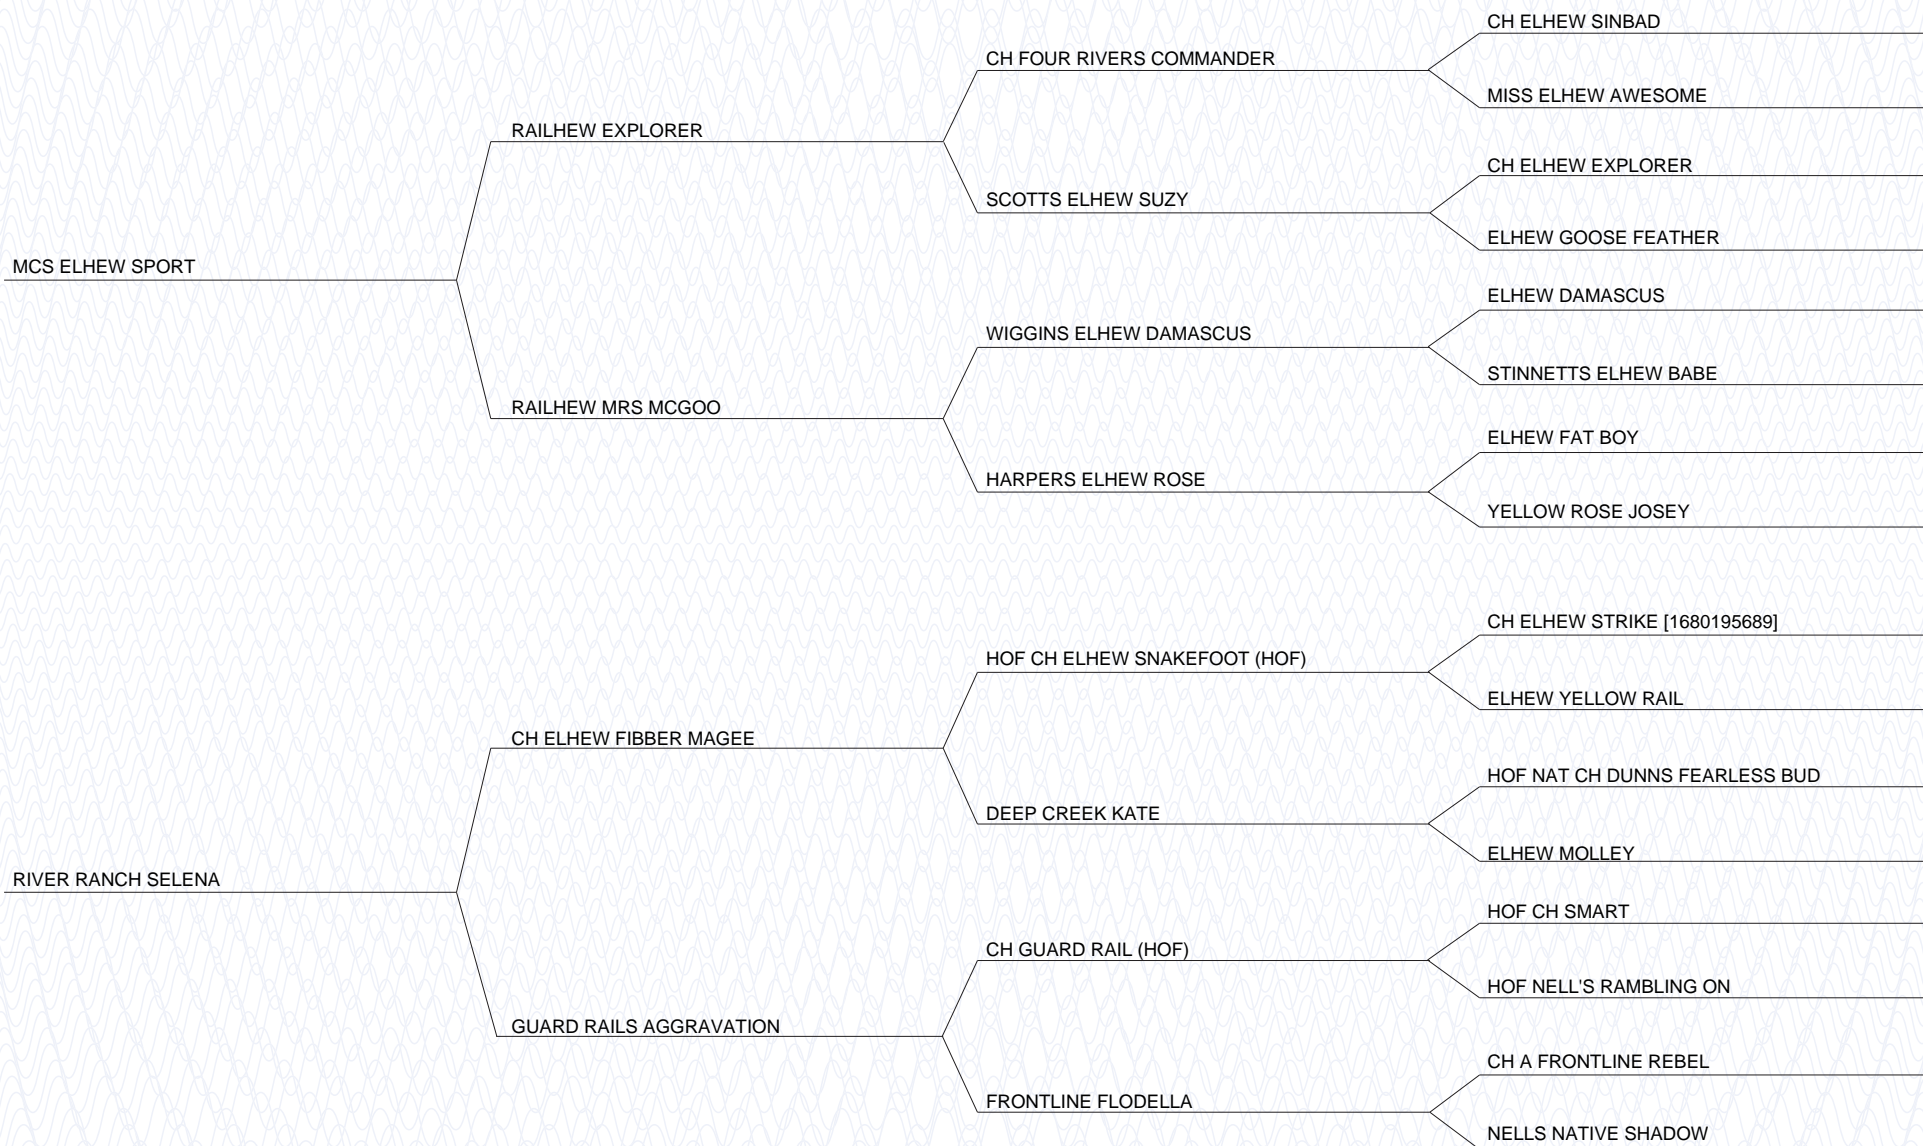 CH ELHEW SINBAD
CH FOUR RIVERS COMMANDER
MISS ELHEW AWESOME
RAILHEW EXPLORER
CH ELHEW EXPLORER
SCOTTS ELHEW SUZY
ELHEW GOOSE FEATHER
MCS ELHEW SPORT
ELHEW DAMASCUS
WIGGINS ELHEW DAMASCUS
STINNETTS ELHEW BABE
RAILHEW MRS MCGOO
ELHEW FAT BOY
HARPERS ELHEW ROSE
YELLOW ROSE JOSEY
CH ELHEW STRIKE [1680195689]
HOF CH ELHEW SNAKEFOOT (HOF)
ELHEW YELLOW RAIL
CH ELHEW FIBBER MAGEE
HOF NAT CH DUNNS FEARLESS BUD
DEEP CREEK KATE
ELHEW MOLLEY
RIVER RANCH SELENA
HOF CH SMART
CH GUARD RAIL (HOF)
HOF NELL'S RAMBLING ON
GUARD RAILS AGGRAVATION
CH A FRONTLINE REBEL
FRONTLINE FLODELLA
NELLS NATIVE SHADOW